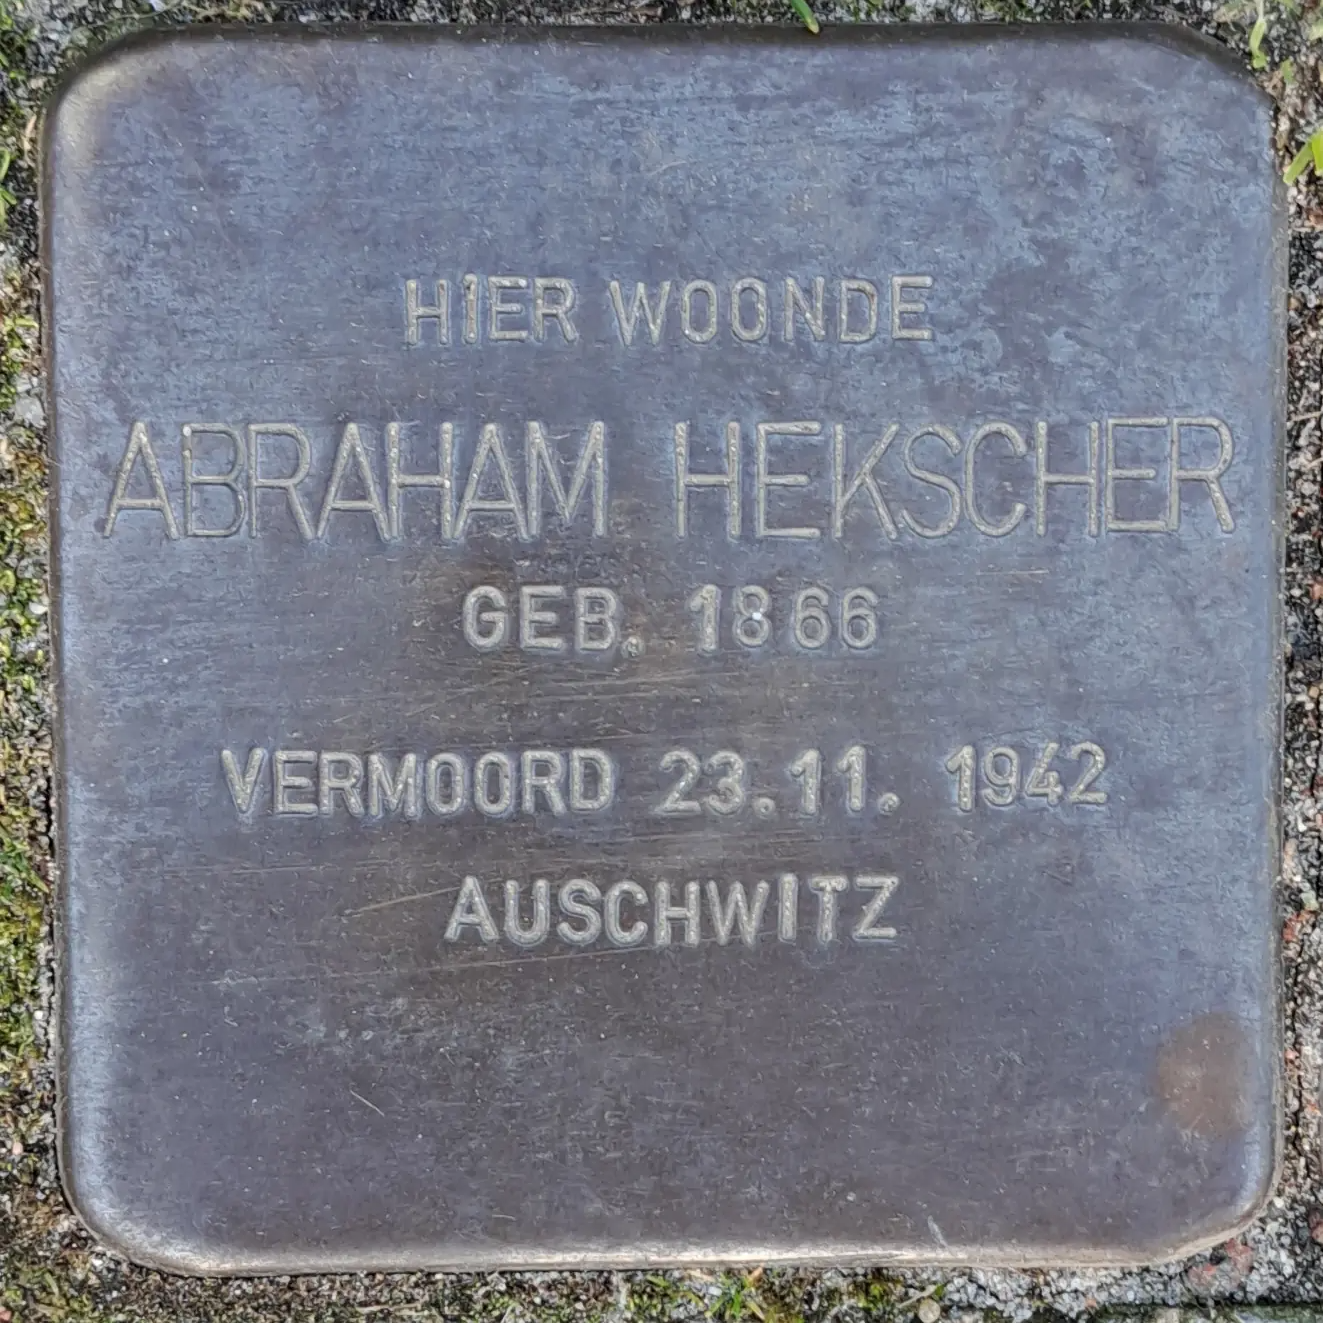 HIER WOONDE
ABRAHAM HEKSCHER
GEB. 1866
VERMOORD 23.11. 1942
AUSCHWITZ